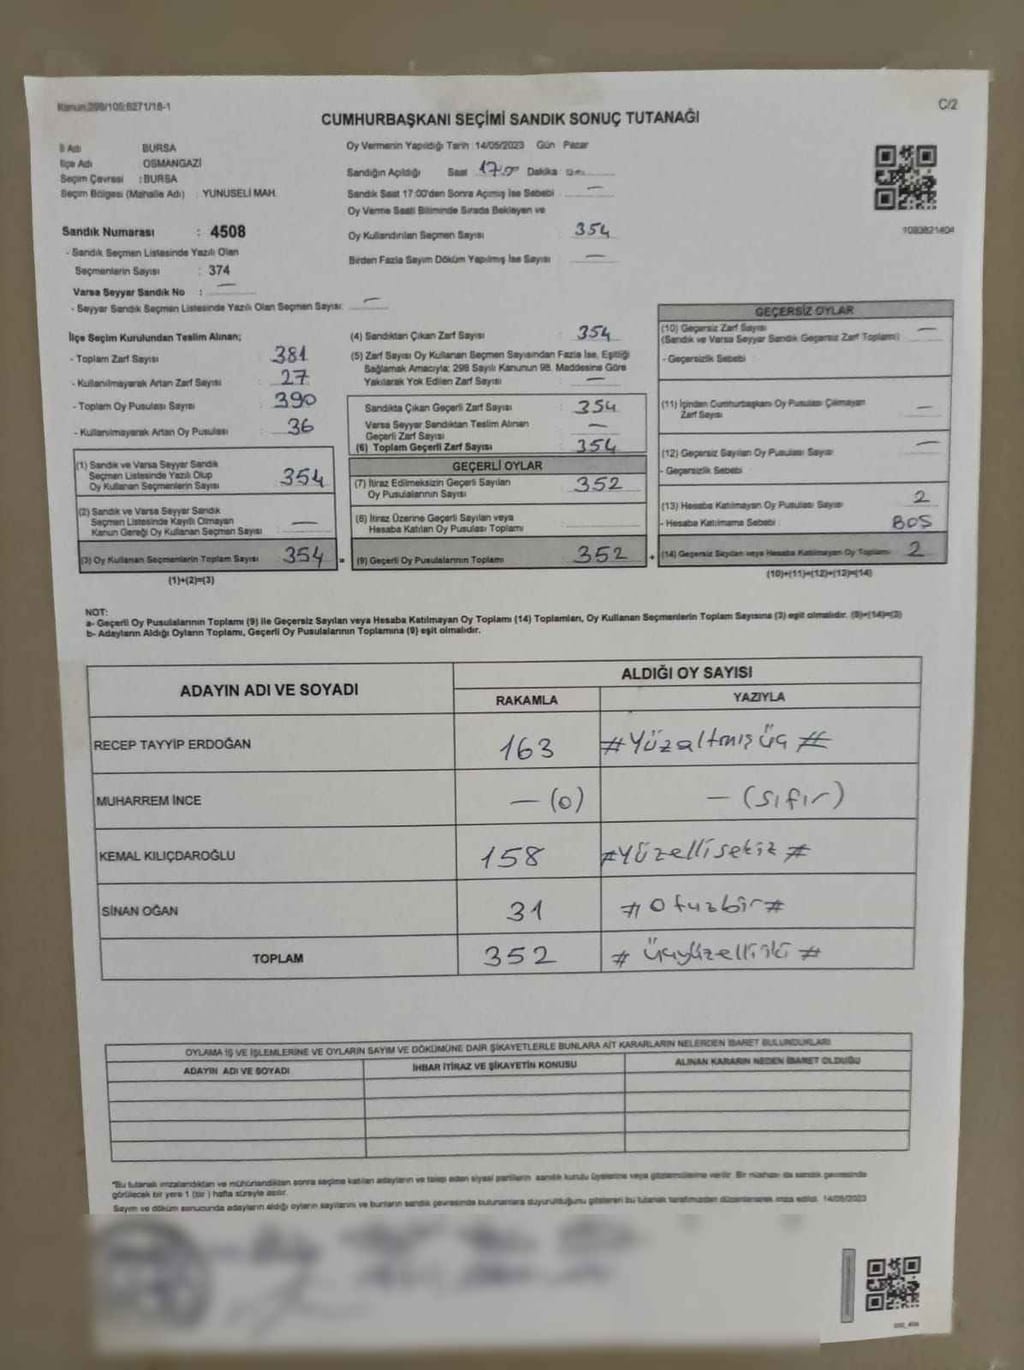 Kanun:298/105;6271/18-1
C/2
CUMHURBAŞKANI SEÇİMİ SANDIK SONUÇ TUTANAĞI
İl Adı BURSA
İlçe Adı OSMANGAZİ
Seçim Çevresi : BURSA
Seçim Bölgesi (Mahalle Adı) : YUNUSELİ MAH.
Oy Vermenin Yapıldığı Tarih :14/05/2023 Gün Pazar
Sandığın Açıldığı Saat 17.00 Dakika
Sandık Saat 17:00'den Sonra Açılmış İse Sebebi —
Oy Verme Saati Bitiminde Sırada Bekleyen ve
Oy Kullandırılan Seçmen Sayısı 354
Birden Fazla Sayım Döküm Yapılmış İse Sayısı —
1083821404
Sandık Numarası : 4508
- Sandık Seçmen Listesinde Yazılı Olan
Seçmenlerin Sayısı : 374
Varsa Seyyar Sandık No : —
- Seyyar Sandık Seçmen Listesinde Yazılı Olan Seçmen Sayısı: —
İlçe Seçim Kurulundan Teslim Alınan;
- Toplam Zarf Sayısı : 381
- Kullanılmayarak Artan Zarf Sayısı : 27
- Toplam Oy Pusulası Sayısı : 390
- Kullanılmayarak Artan Oy Pusulası : 36
(1) Sandık ve Varsa Seyyar Sandık
Seçmen Listesinde Yazılı Olup
Oy Kullanan Seçmenlerin Sayısı : 354
(2) Sandık ve Varsa Seyyar Sandık
Seçmen Listesinde Kayıtlı Olmayan
Kanun Gereği Oy Kullanan Seçmen Sayısı : —
(3) Oy Kullanan Seçmenlerin Toplam Sayısı : 354 =
(1)+(2)=(3)
(4) Sandıktan Çıkan Zarf Sayısı : 354
(5) Zarf Sayısı Oy Kullanan Seçmen Sayısından Fazla İse, Eşitliği
Sağlamak Amacıyla; 298 Sayılı Kanunun 98. Maddesine Göre
Yakılarak Yok Edilen Zarf Sayısı : —
Sandıkta Çıkan Geçerli Zarf Sayısı : 354
Varsa Seyyar Sandıktan Teslim Alınan
Geçerli Zarf Sayısı : —
(6) Toplam Geçerli Zarf Sayısı : 354
GEÇERLİ OYLAR
(7) İtiraz Edilmeksizin Geçerli Sayılan
Oy Pusulalarının Sayısı : 352
(8) İtiraz Üzerine Geçerli Sayılan veya
Hesaba Katılan Oy Pusulası Toplamı :
(9) Geçerli Oy Pusulalarının Toplamı : 352 +
GEÇERSİZ OYLAR
(10) Geçersiz Zarf Sayısı
(Sandık ve Varsa Seyyar Sandık Geçersiz Zarf Toplamı) —
- Geçersizlik Sebebi
(11) İçinden Cumhurbaşkanı Oy Pusulası Çıkmayan
Zarf Sayısı —
(12) Geçersiz Sayılan Oy Pusulası Sayısı —
- Geçersizlik Sebebi
(13) Hesaba Katılmayan Oy Pusulası Sayısı 2
- Hesaba Katılmama Sebebi : BOŞ
(14) Geçersiz Sayılan veya Hesaba Katılmayan Oy Toplamı 2
(10)+(11)+(12)+(13)=(14)
NOT:
a- Geçerli Oy Pusulalarının Toplamı (9) ile Geçersiz Sayılan veya Hesaba Katılmayan Oy Toplamı (14) Toplamları, Oy Kullanan Seçmenlerin Toplam Sayısına (3) eşit olmalıdır. (9)+(14)=(3)
b- Adayların Aldığı Oyların Toplamı, Geçerli Oy Pusulalarının Toplamına (9) eşit olmalıdır.
ADAYIN ADI VE SOYADI
ALDIĞI OY SAYISI
RAKAMLA YAZIYLA
RECEP TAYYİP ERDOĞAN 163 #Yüzaltmışüç#
MUHARREM İNCE — (0) — (sıfır)
KEMAL KILIÇDAROĞLU 158 #Yüzellisekiz#
SİNAN OĞAN 31 #Otuzbir#
TOPLAM 352 #Üçyüzelliiki#
OYLAMA İŞ VE İŞLEMLERİNE VE OYLARIN SAYIM VE DÖKÜMÜNE DAİR ŞİKAYETLERLE BUNLARA AİT KARARLARIN NELERDEN İBARET BULUNDUKLARI
ADAYIN ADI VE SOYADI İHBAR İTİRAZ VE ŞİKAYETİN KONUSU ALINAN KARARIN NEDEN İBARET OLDUĞU
"Bu tutanak imzalandıktan ve mühürlendikten sonra seçime katılan adayların ve talep eden siyasi partilerin sandık kurulu üyelerine veya gözlemcilerine verilir. Bir nüshası da sandık çevresinde
görülecek bir yere 1 (bir) hafta süreyle asılır.
Sayım ve döküm sonucunda adayların aldığı oyların sayılarını ve bunların sandık çevresinde bulunanlara duyurulduğunu gösteren bu tutanak tarafımızdan düzenlenerek imza edildi. 14/05/2023